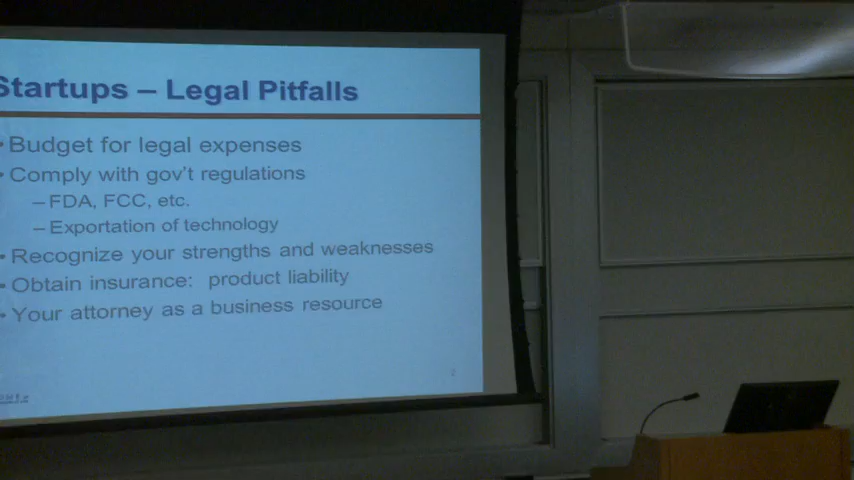 Startups – Legal Pitfalls
• Budget for legal expenses
• Comply with gov't regulations
– FDA, FCC, etc.
– Exportation of technology
• Recognize your strengths and weaknesses
• Obtain insurance: product liability
• Your attorney as a business resource
2